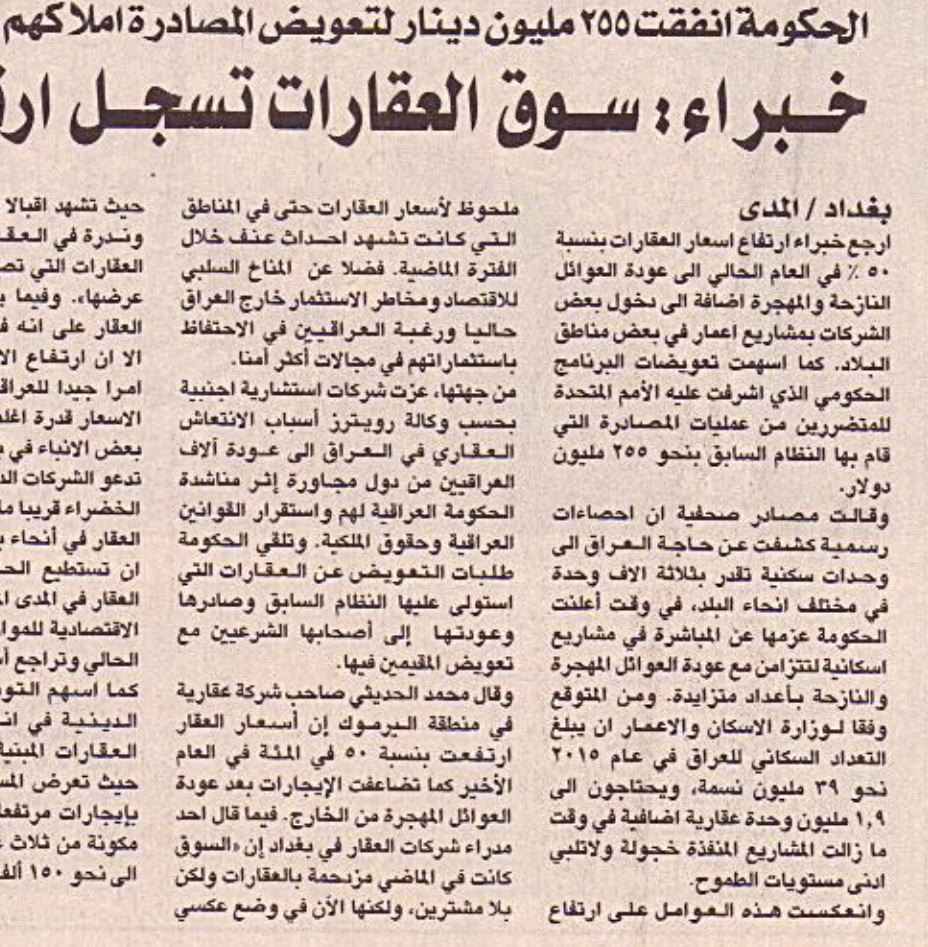 الحكومة انفقت ٢٥٥ مليون دينار لتعويض المصادرة املاكهم
خبراء: سوق العقارات تسجل
بغداد / المدى
ارجع خبراء ارتفاع اسعار العقارات بنسبة
٥٠ ٪ في العام الحالي الى عودة العوائل
النازحة والمهجرة اضافة الى دخول بعض
الشركات بمشاريع اعمار في بعض مناطق
البلاد. كما اسهمت تعويضات البرنامج
الحكومي الذي اشرفت عليه الأمم المتحدة
للمتضررين من عمليات المصادرة التي
قام بها النظام السابق بنحو ٢٥٥ مليون
دولار.
وقالت مصادر صحفية ان احصاءات
رسمية كشفت عن حاجة العراق الى
وحدات سكنية تقدر بثلاثة الاف وحدة
في مختلف انحاء البلد، في وقت أعلنت
الحكومة عزمها عن المباشرة في مشاريع
اسكانية لتتزامن مع عودة العوائل المهجرة
والنازحة بأعداد متزايدة. ومن المتوقع
وفقا لوزارة الاسكان والاعمار ان يبلغ
التعداد السكاني للعراق في عام ٢٠١٥
نحو ٣٩ مليون نسمة، ويحتاجون الى
١,٩ مليون وحدة عقارية اضافية في وقت
ما زالت المشاريع المنفذة خجولة ولاتلبي
ادنى مستويات الطموح.
وانعكست هذه العوامل على ارتفاع
ملحوظ لأسعار العقارات حتى في المناطق
التي كانت تشهد احداث عنف خلال
الفترة الماضية. فضلا عن المناخ السلبي
للاقتصاد ومخاطر الاستثمار خارج العراق
حاليا ورغبة العراقيين في الاحتفاظ
باستثماراتهم في مجالات أكثر أمنا.
من جهتها، عزت شركات استشارية اجنبية
بحسب وكالة رويترز أسباب الانتعاش
العقاري في العراق الى عودة آلاف
العراقيين من دول مجاورة إثر مناشدة
الحكومة العراقية لهم واستقرار القوانين
العراقية وحقوق الملكية. وتلقي الحكومة
طلبات التعويض عن العقارات التي
استولى عليها النظام السابق وصادرها
وعودتها إلى أصحابها الشرعيين مع
تعويض المقيمين فيها.
وقال محمد الحديثي صاحب شركة عقارية
في منطقة اليرموك إن أسعار العقار
ارتفعت بنسبة ٥٠ في المئة في العام
الأخير كما تضاعفت الإيجارات بعد عودة
العوائل المهجرة من الخارج. فيما قال احد
مدراء شركات العقار في بغداد إن «السوق
كانت في الماضي مزدحمة بالعقارات ولكن
بلا مشترين، ولكنها الآن في وضع عكسي
حيث تشهد اقبالا
وندرة في
العقارات التي
عرضها». وفيما
العقار على انه
الا ان ارتفاع
امرا جيدا
الاسعار قدرة
بعض الانباء في
تدعو الشركات
الخضراء قريبا
العقار في أنحاء
ان تستطيع
العقار في المدى
الاقتصادية
الحالي وتراجع
كما اسهم
الدينية في
العقارات المبنية
حيث تعرض
بإيجارات
مكونة من ثلاث
الى نحو ١٥٠